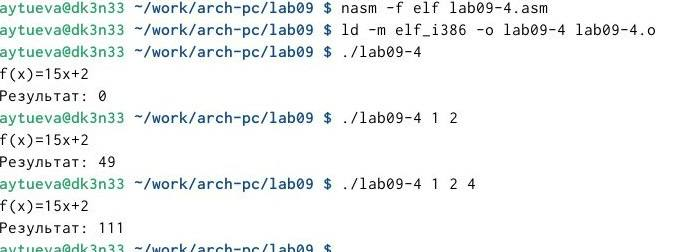 aytueva@dk3n33 ~/work/arch-pc/lab09 $ nasm -f elf lab09-4.asm
aytueva@dk3n33 ~/work/arch-pc/lab09 $ ld -m elf_i386 -o lab09-4 lab09-4.o
aytueva@dk3n33 ~/work/arch-pc/lab09 $ ./lab09-4
f(x)=15x+2
Результат: 0
aytueva@dk3n33 ~/work/arch-pc/lab09 $ ./lab09-4 1 2
f(x)=15x+2
Результат: 49
aytueva@dk3n33 ~/work/arch-pc/lab09 $ ./lab09-4 1 2 4
f(x)=15x+2
Результат: 111
aytueva@dk3n33 ~/work/arch-pc/lab09 $